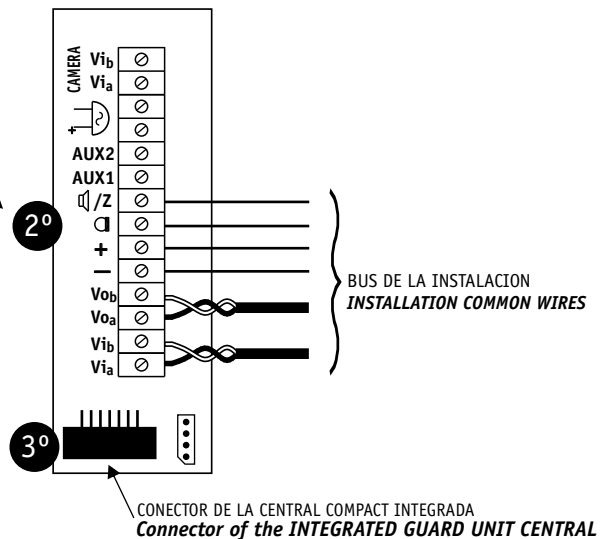 CAMERA
Vib
Via
+
AUX2
AUX1
/Z
2º
+
−
Vob
Voa
Vib
Via
BUS DE LA INSTALACION
INSTALLATION COMMON WIRES
3º
CONECTOR DE LA CENTRAL COMPACT INTEGRADA
Connector of the INTEGRATED GUARD UNIT CENTRAL